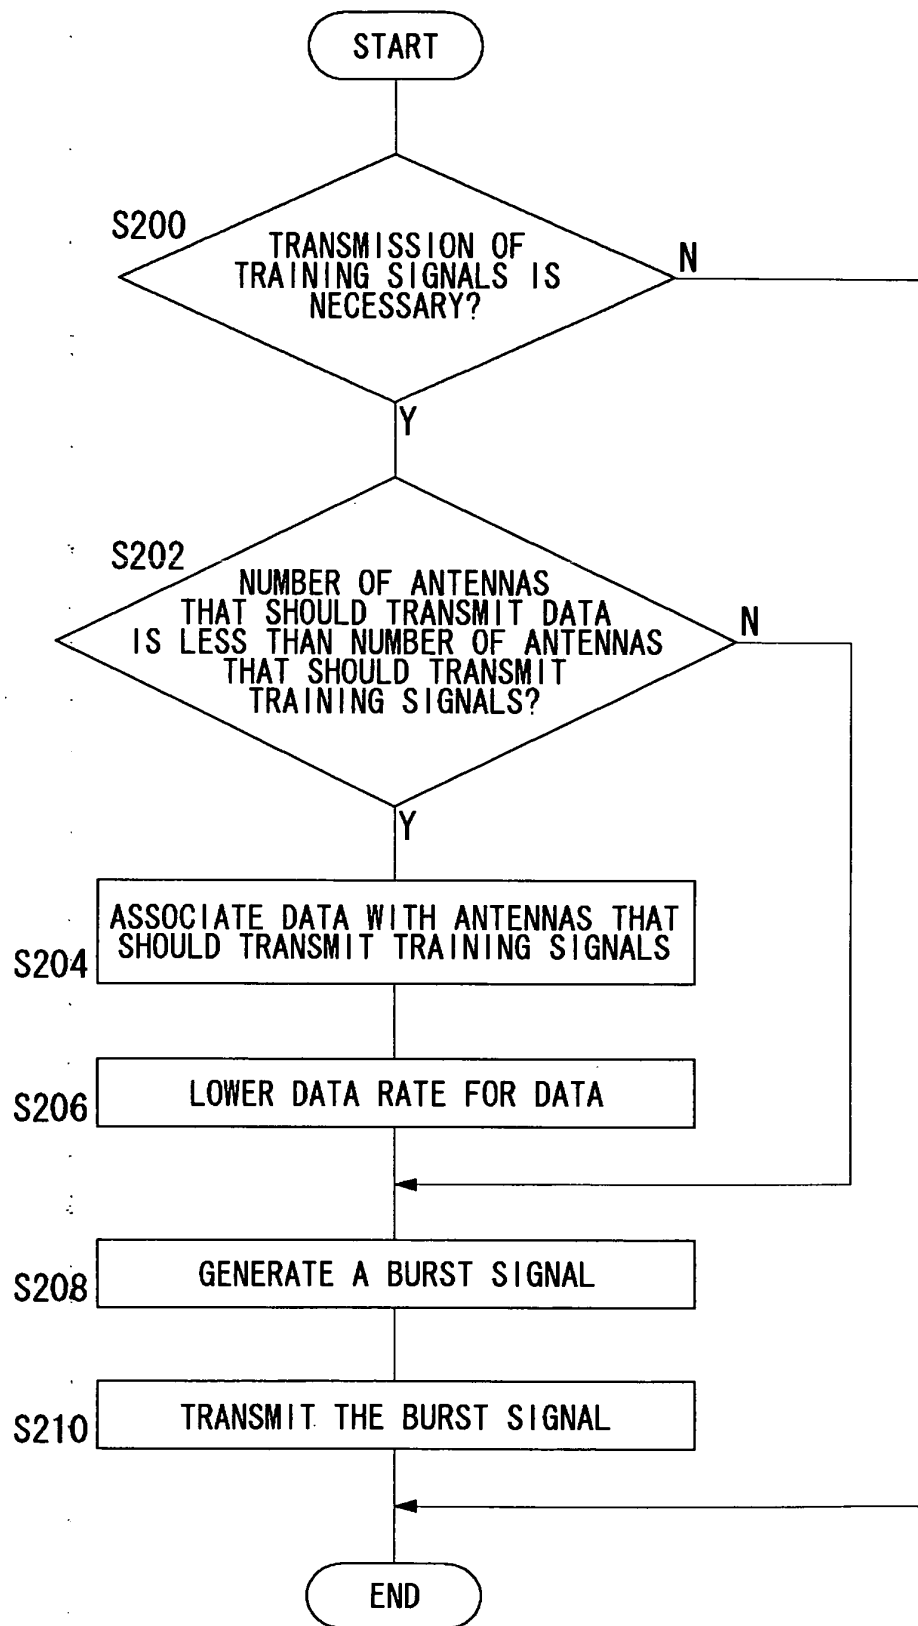 START
S200
TRANSMISSION OF
TRAINING SIGNALS IS
NECESSARY?
N
Y
S202
NUMBER OF ANTENNAS
THAT SHOULD TRANSMIT DATA
IS LESS THAN NUMBER OF ANTENNAS
THAT SHOULD TRANSMIT
TRAINING SIGNALS?
N
Y
ASSOCIATE DATA WITH ANTENNAS THAT
SHOULD TRANSMIT TRAINING SIGNALS
S204
LOWER DATA RATE FOR DATA
S206
GENERATE A BURST SIGNAL
S208
TRANSMIT THE BURST SIGNAL
S210
END